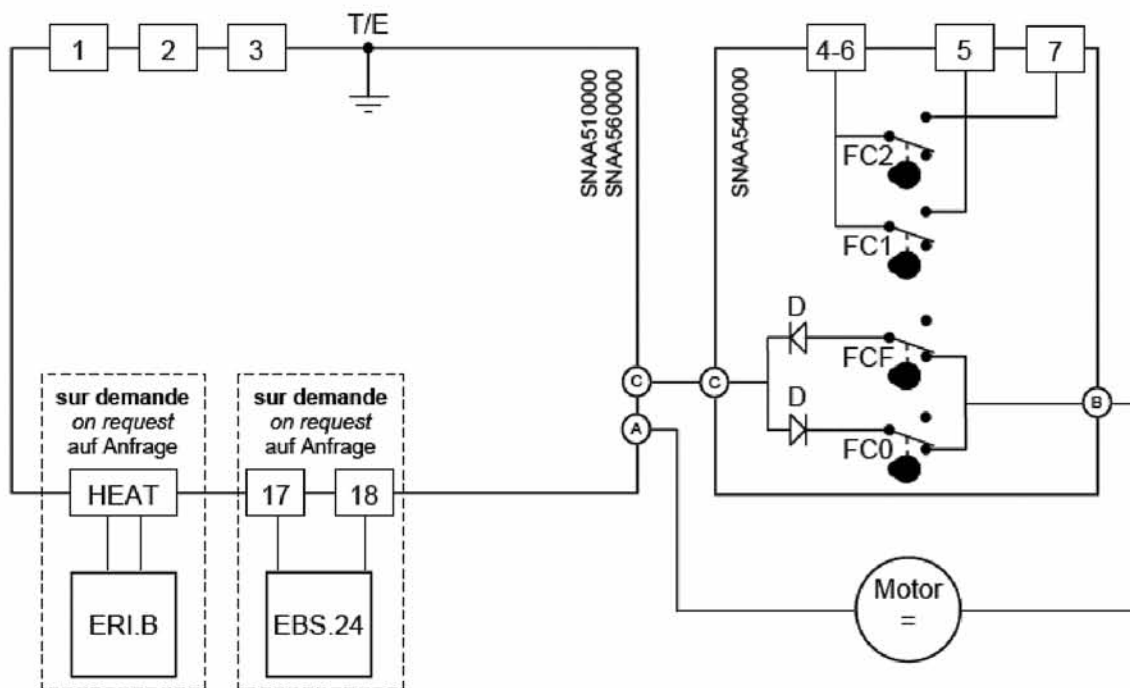 1
2
3
T/E
4-6
5
7
SNAA510000
SNAA560000
SNAA540000
FC2
FC1
D
FCF
D
FC0
C
C
A
B
sur demande
on request
auf Anfrage
sur demande
on request
auf Anfrage
HEAT
17
18
ERI.B
EBS.24
Motor
=